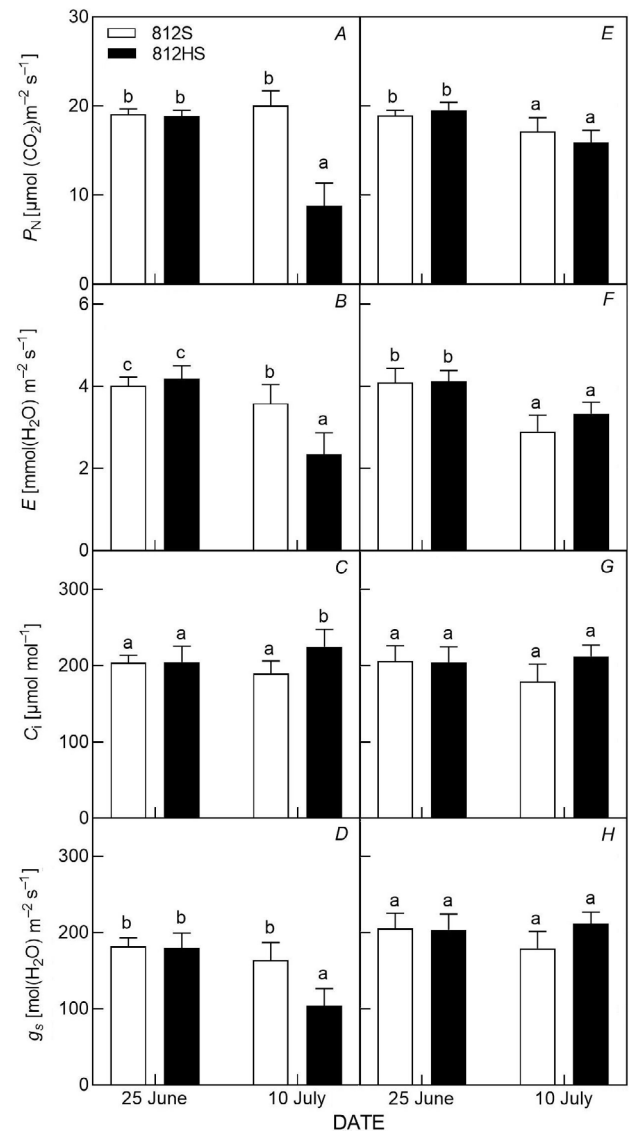 812S
812HS
A
E
30
20
10
0
P_N [µmol (CO₂)m⁻² s⁻¹]
b b b a
b b a a
B
F
6
4
2
0
E [mmol(H₂O) m⁻² s⁻¹]
c c b a
b b a a
C
G
300
200
100
0
C_i [µmol mol⁻¹]
a a a b
a a a a
D
H
300
200
100
0
g_s [mol(H₂O) m⁻² s⁻¹]
b b b a
a a a a
25 June 10 July 25 June 10 July
DATE